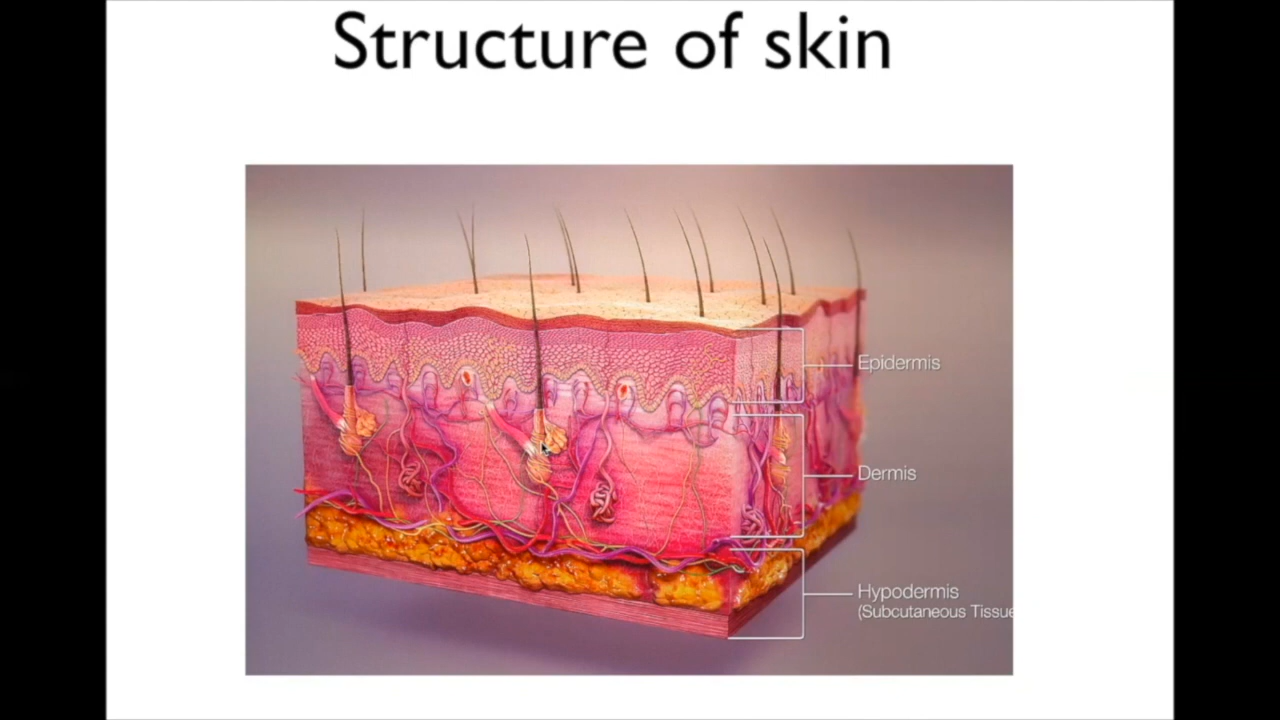 Structure of skin
Epidermis
Dermis
Hypodermis
(Subcutaneous Tissue